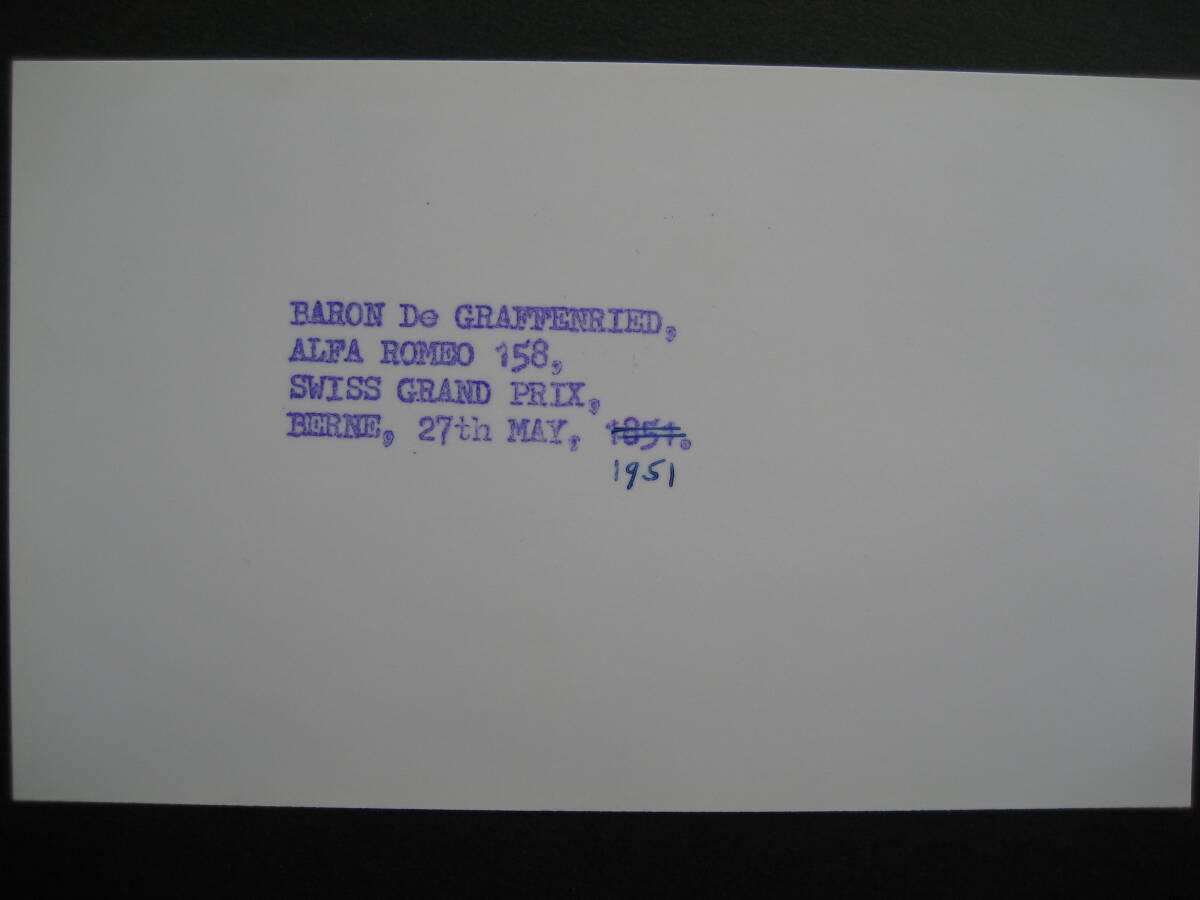 BARON De GRAFFENRIED,
ALFA ROMEO 158,
SWISS GRAND PRIX,
BERNE, 27th MAY, 1851.
1951